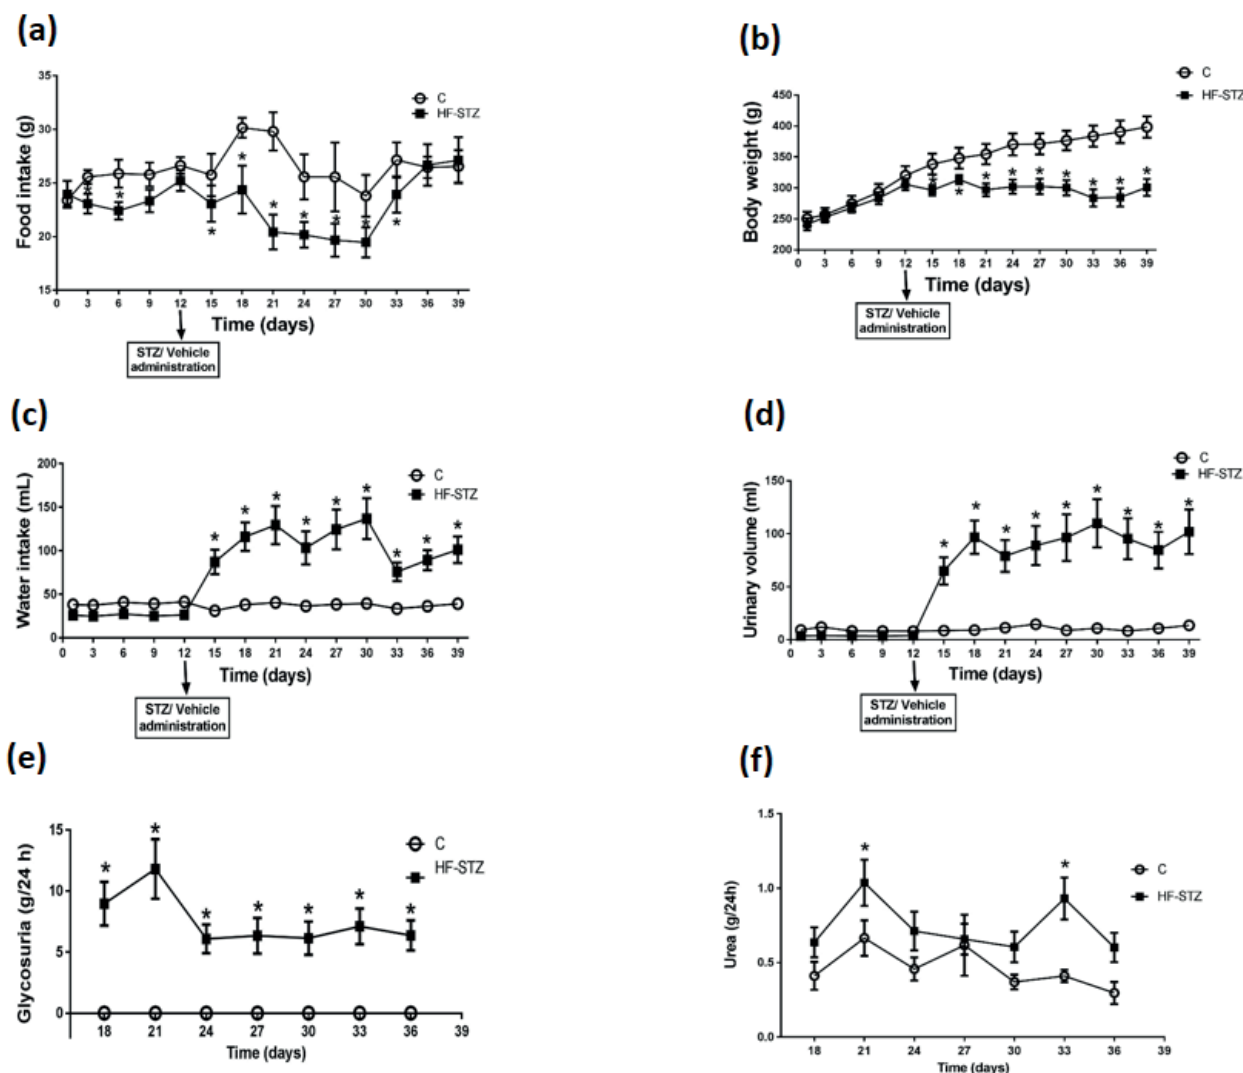 (a)
35
30
25
20
15
Food intake (g)
C
HF-STZ
* * * * * * * * *
0 3 6 9 12 15 18 21 24 27 30 33 36 39
Time (days)
STZ/ Vehicle
administration
(b)
C
HF-STZ
450
400
350
300
250
200
Body weight (g)
* * * * * * * * *
0 3 6 9 12 15 18 21 24 27 30 33 36 39
Time (days)
STZ/ Vehicle
administration
(c)
200
150
100
50
0
Water intake (mL)
C
HF-STZ
* * * * * * * * *
0 3 6 9 12 15 18 21 24 27 30 33 36 39
Time (days)
STZ/ Vehicle
administration
(d)
C
HF-STZ
150
100
50
0
Urinary volume (ml)
* * * * * * * * *
0 3 6 9 12 15 18 21 24 27 30 33 36 39
Time (days)
STZ/ Vehicle
administration
(e)
15
10
5
0
Glycosuria (g/24 h)
C
HF-STZ
* * * * * * *
18 21 24 27 30 33 36 39
Time (days)
(f)
1.5
1.0
0.5
0.0
Urea (g/24h)
C
HF-STZ
* *
18 21 24 27 30 33 36 39
Time (days)